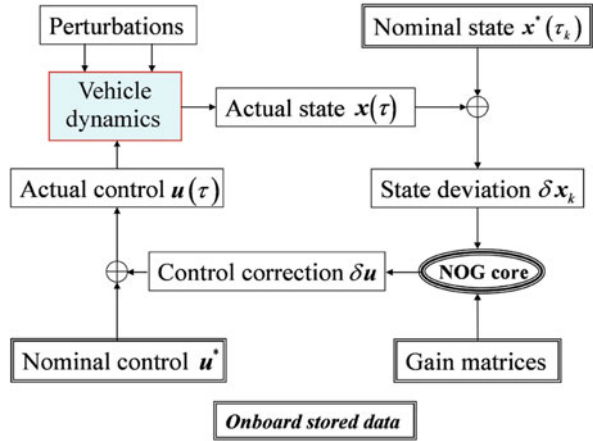 Perturbations
Nominal state x*(τₖ)
Vehicle
dynamics
Actual state x(τ)
Actual control u(τ)
State deviation δxₖ
Control correction δu
NOG core
Nominal control u*
Gain matrices
Onboard stored data